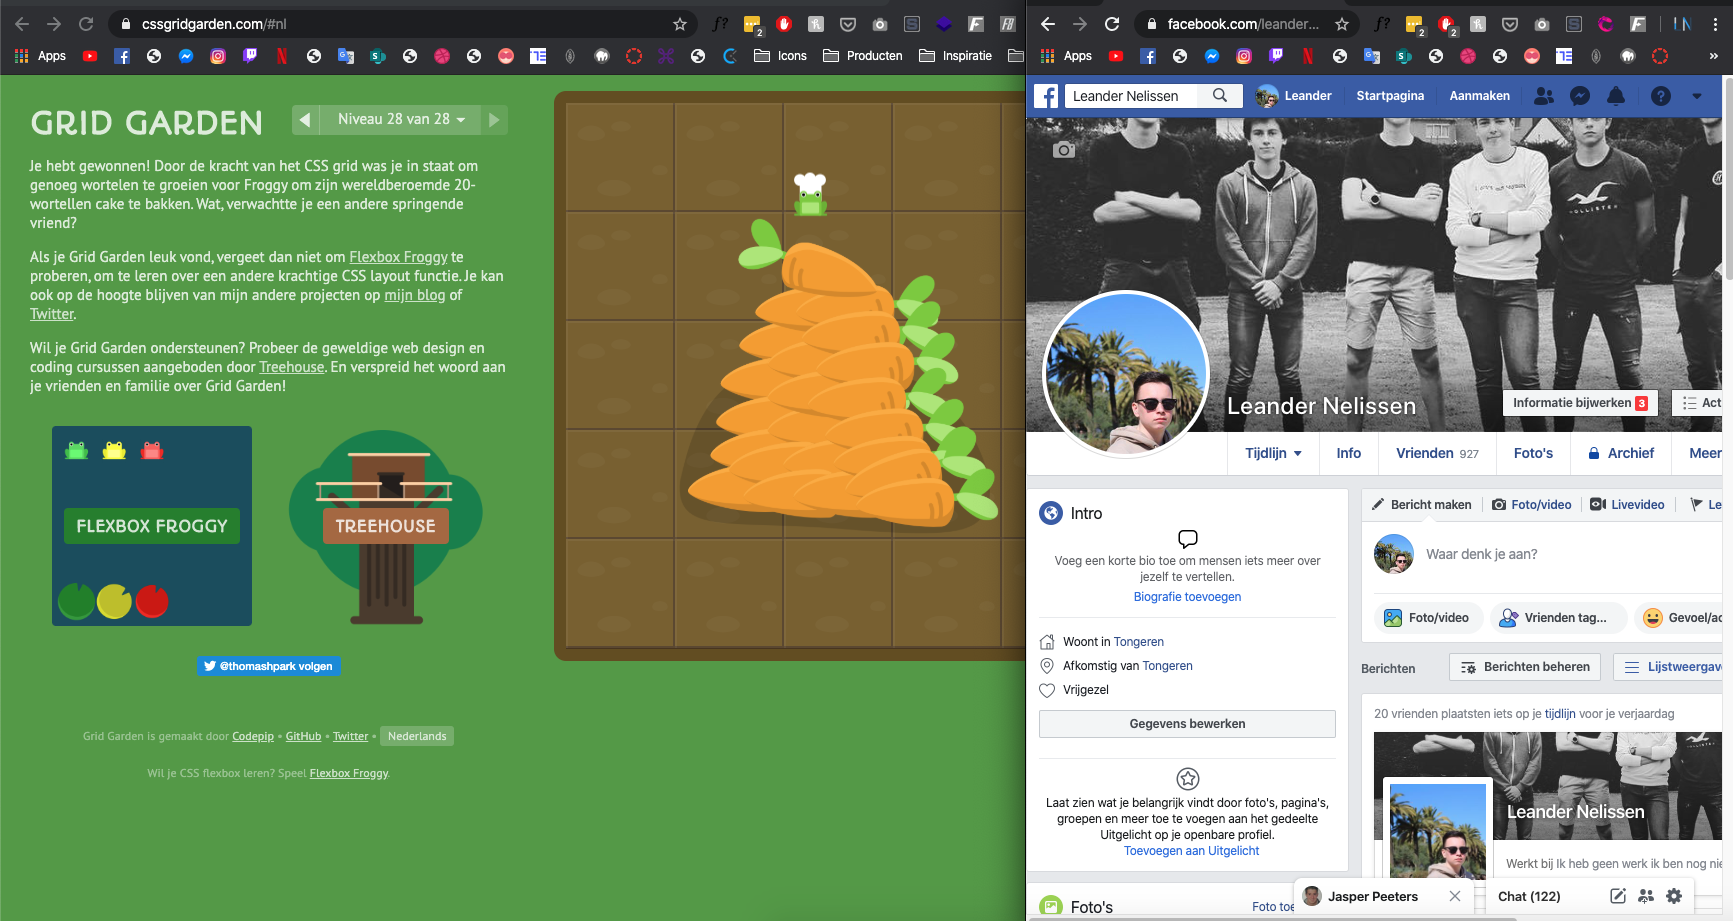 cssgridgarden.com/#nl
f?
2
Apps
Icons
Producten
Inspiratie
GRID GARDEN
Niveau 28 van 28
Je hebt gewonnen! Door de kracht van het CSS grid was je in staat om
genoeg wortelen te groeien voor Froggy om zijn wereldberoemde 20-
wortellen cake te bakken. Wat, verwachtte je een andere springende
vriend?
Als je Grid Garden leuk vond, vergeet dan niet om Flexbox Froggy te
proberen, om te leren over een andere krachtige CSS layout functie. Je kan
ook op de hoogte blijven van mijn andere projecten op mijn blog of
Twitter.
Wil je Grid Garden ondersteunen? Probeer de geweldige web design en
coding cursussen aangeboden door Treehouse. En verspreid het woord aan
je vrienden en familie over Grid Garden!
FLEXBOX FROGGY
TREEHOUSE
@thomashpark volgen
Grid Garden is gemaakt door Codepip • GitHub • Twitter • Nederlands
Wil je CSS flexbox leren? Speel Flexbox Froggy.
facebook.com/leander...
f?
2
2
Apps
»
Leander Nelissen
Leander
Startpagina
Aanmaken
HOLLISTER
Leander Nelissen
Informatie bijwerken 3
Act
Tijdlijn
Info
Vrienden 927
Foto's
Archief
Meer
Intro
Voeg een korte bio toe om mensen iets meer over
jezelf te vertellen.
Biografie toevoegen
Woont in Tongeren
Afkomstig van Tongeren
Vrijgezel
Gegevens bewerken
Laat zien wat je belangrijk vindt door foto's, pagina's,
groepen en meer toe te voegen aan het gedeelte
Uitgelicht op je openbare profiel.
Toevoegen aan Uitgelicht
Foto's
Foto toe
Bericht maken
Foto/video
Livevideo
Le
Waar denk je aan?
Foto/video
Vrienden tag...
Gevoel/ac
Berichten
Berichten beheren
Lijstweergav
20 vrienden plaatsten iets op je tijdlijn voor je verjaardag
Leander Nelissen
Werkt bij Ik heb geen werk ik ben nog nie
Jasper Peeters
Chat (122)